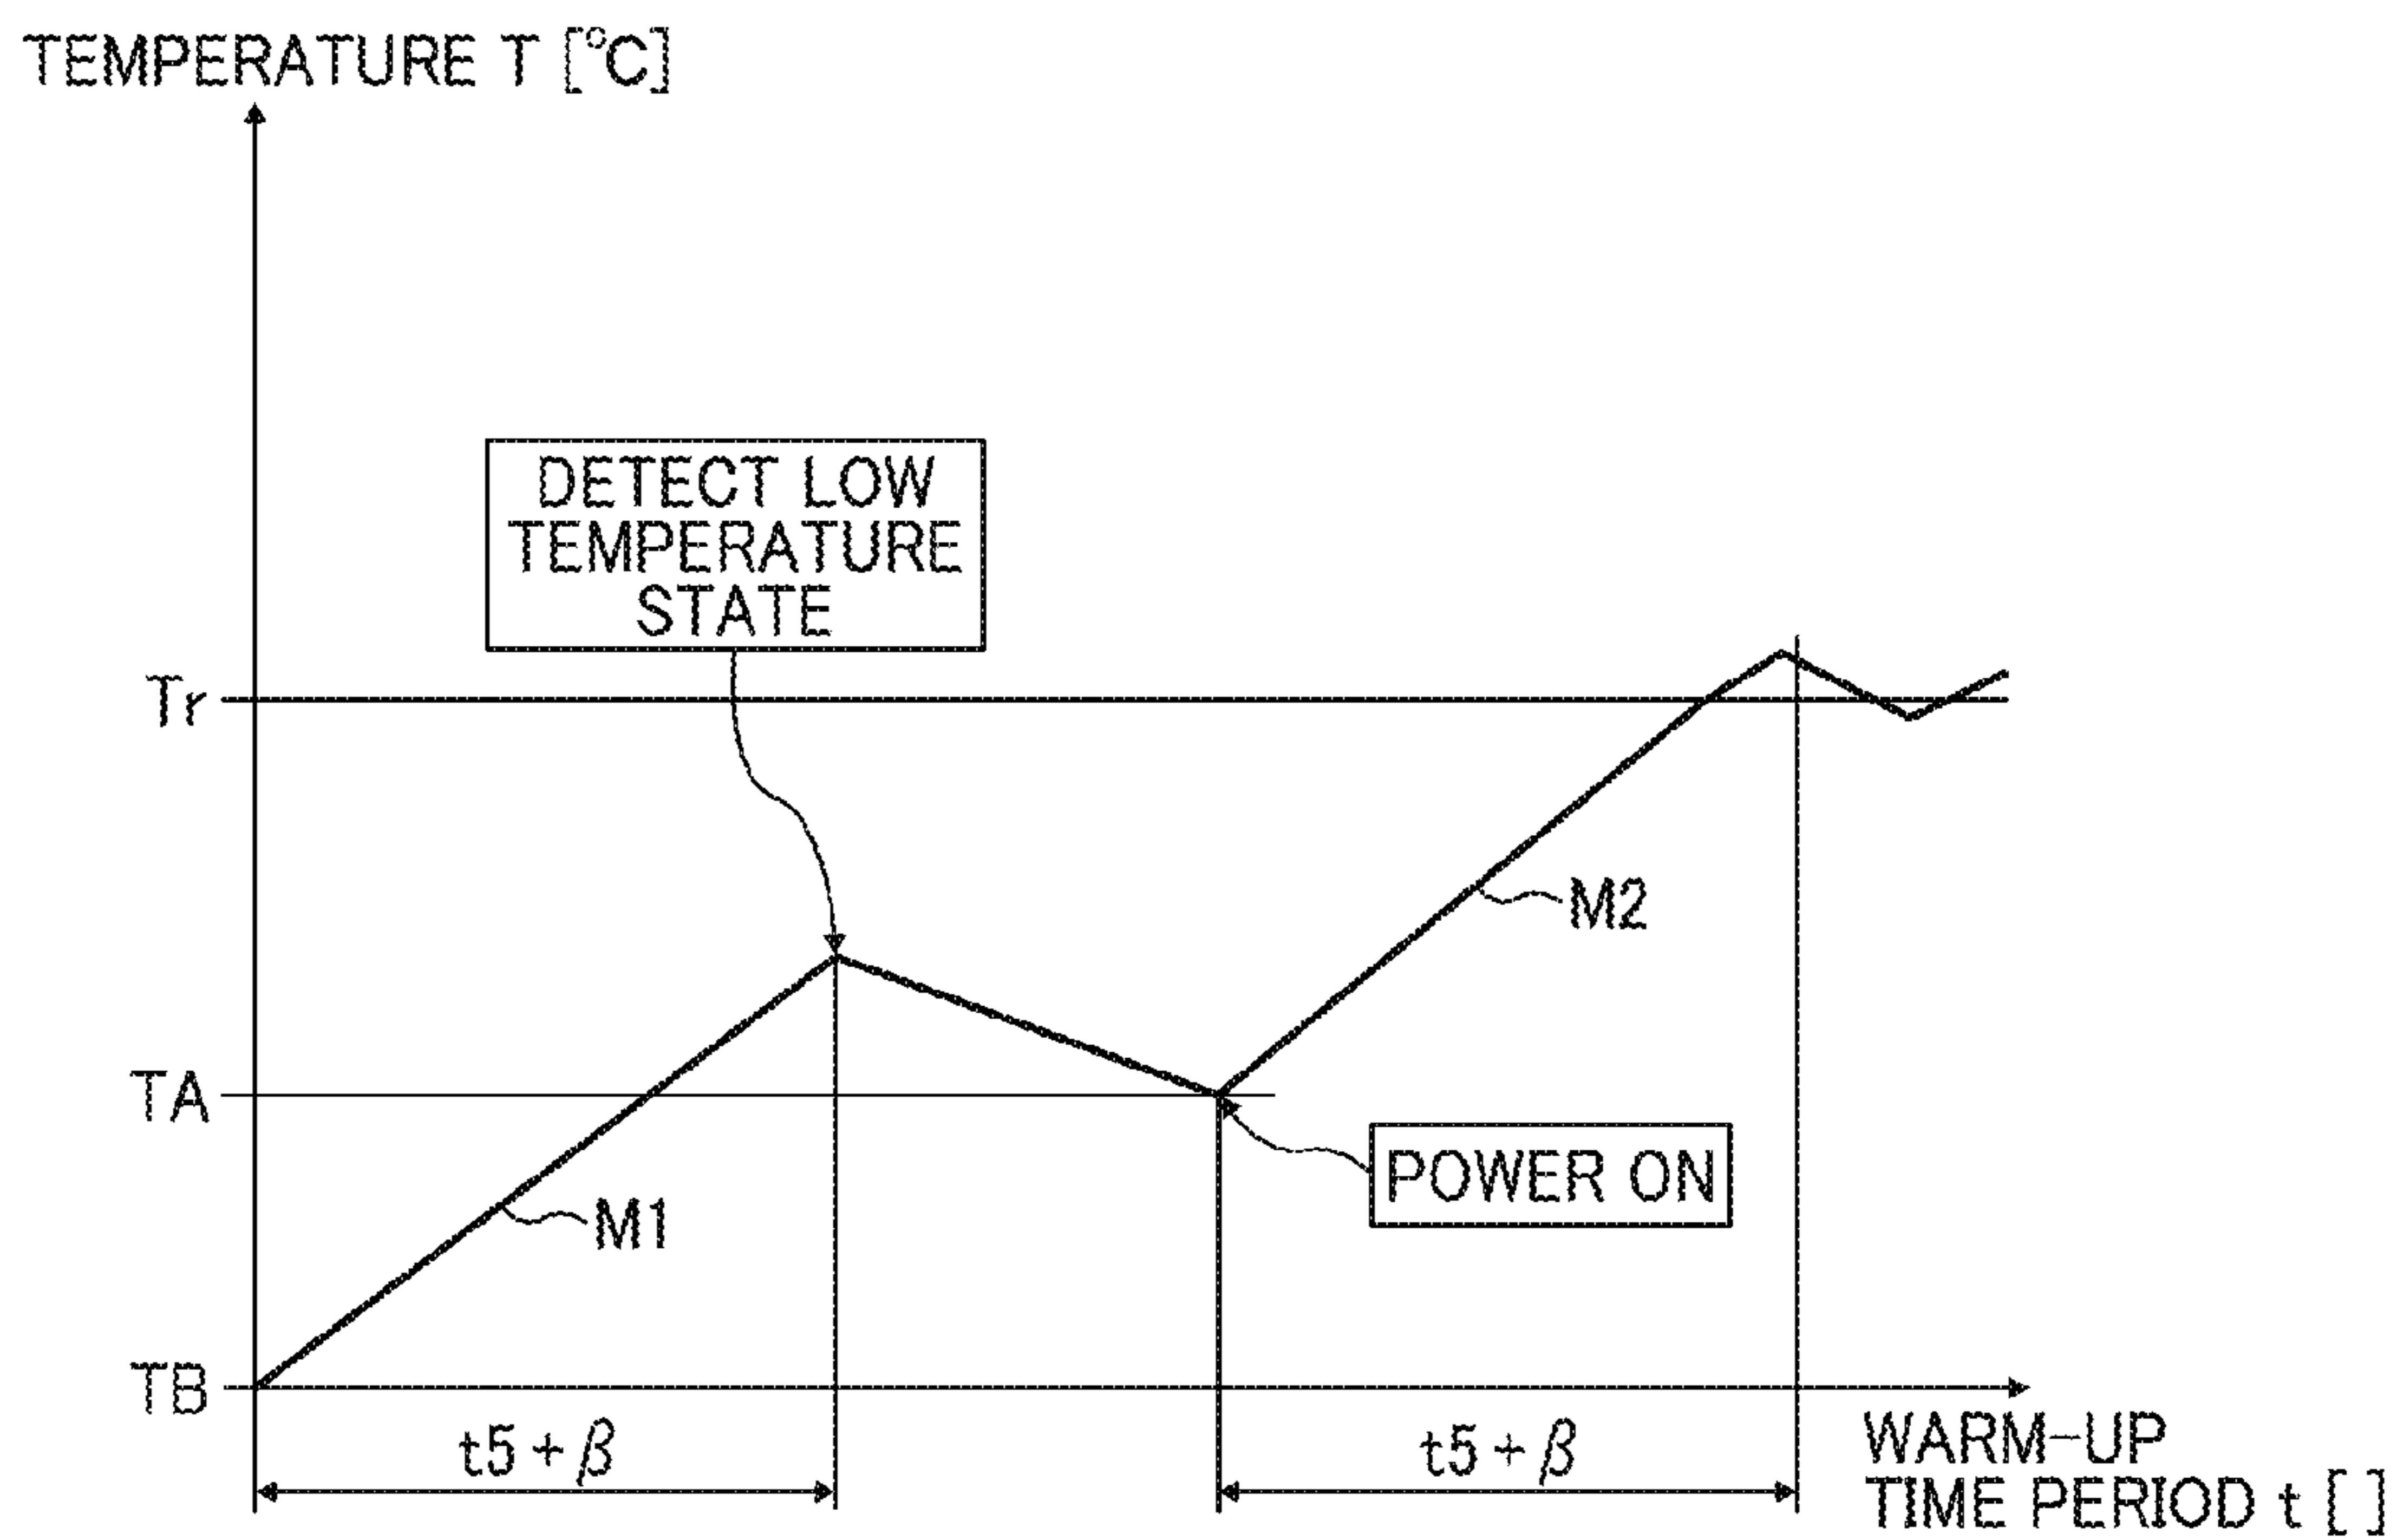 TEMPERATURE T [°C]
DETECT LOW
TEMPERATURE
STATE
Tr
M2
TA
POWER ON
M1
TB
t5+β
t5+β
WARM-UP
TIME PERIOD t [ ]